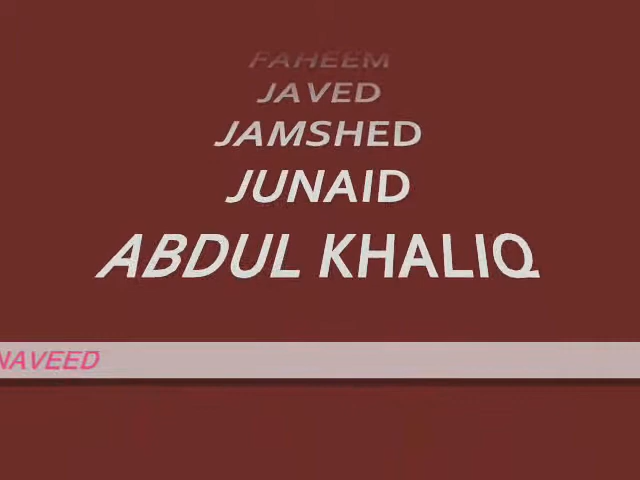 FAHEEM
JAVED
JAMSHED
JUNAID
ABDUL KHALIQ
NAVEED